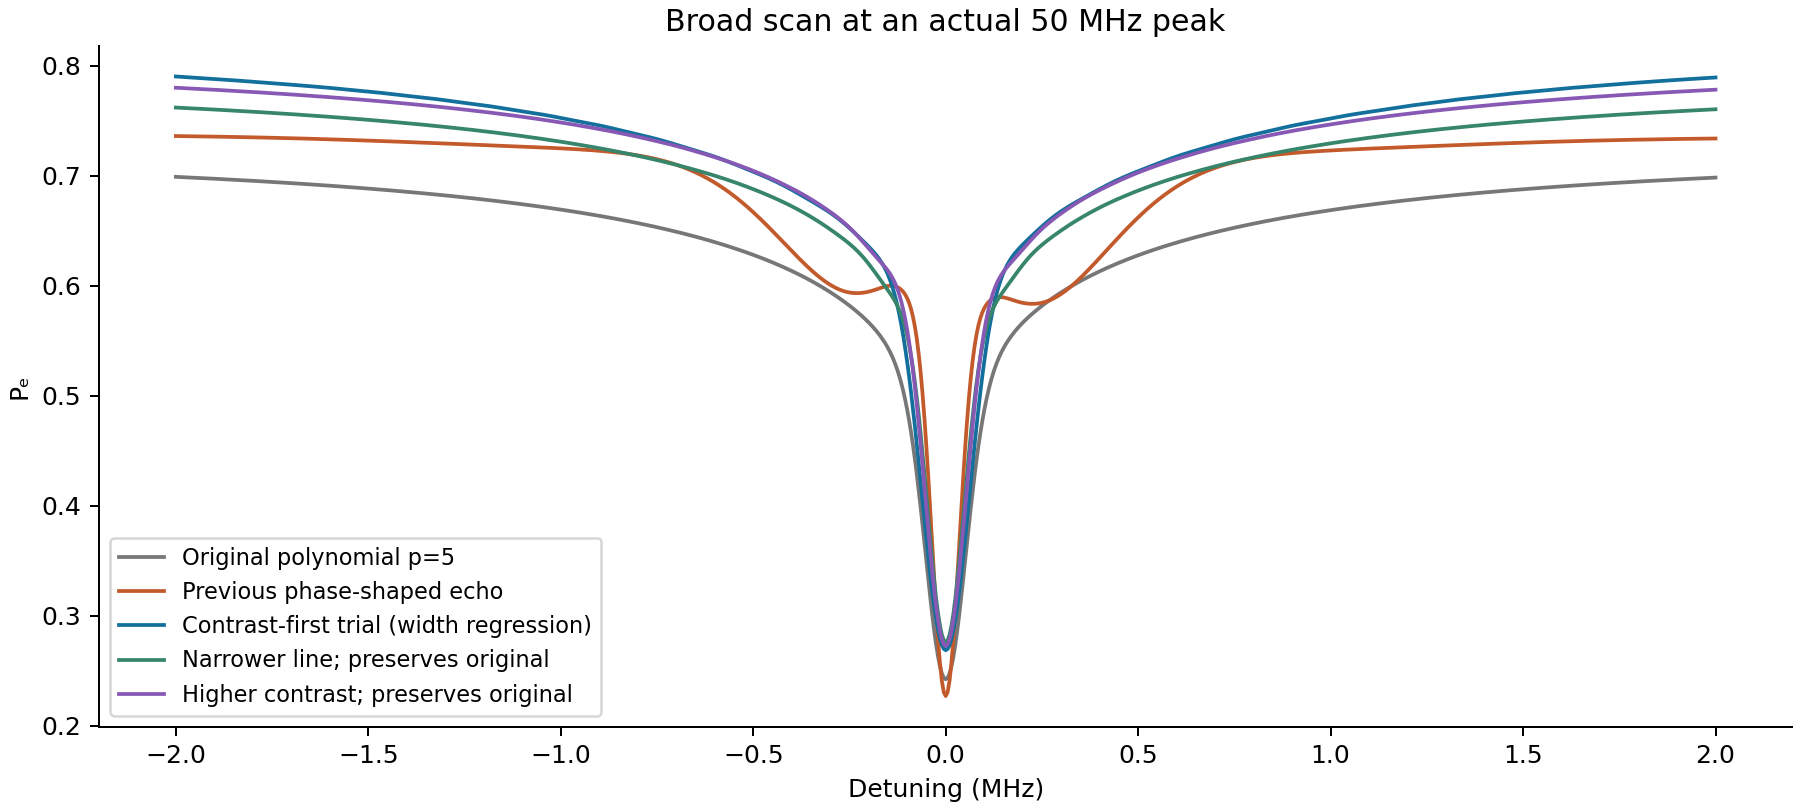 Broad scan at an actual 50 MHz peak
0.8
0.7
0.6
0.5
0.4
0.3
0.2
Pₑ
Original polynomial p=5
Previous phase-shaped echo
Contrast-first trial (width regression)
Narrower line; preserves original
Higher contrast; preserves original
−2.0 −1.5 −1.0 −0.5 0.0 0.5 1.0 1.5 2.0
Detuning (MHz)